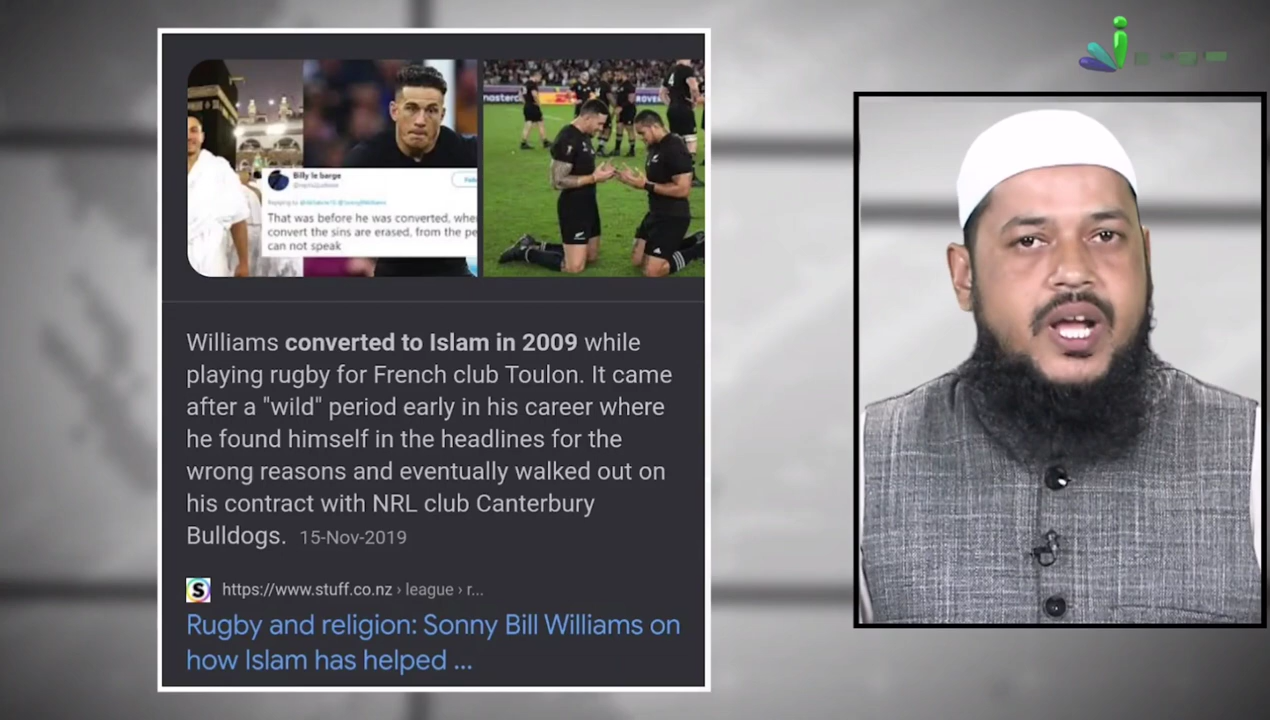 mastercard
ROVER
Billy le barge
That was before he was converted, whe
convert the sins are erased, from the pe
can not speak
Williams converted to Islam in 2009 while
playing rugby for French club Toulon. It came
after a "wild" period early in his career where
he found himself in the headlines for the
wrong reasons and eventually walked out on
his contract with NRL club Canterbury
Bulldogs. 15-Nov-2019
S https://www.stuff.co.nz › league › r...
Rugby and religion: Sonny Bill Williams on
how Islam has helped ...